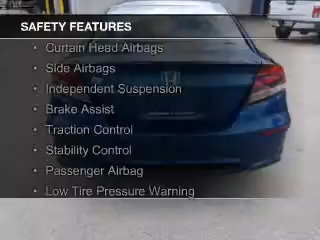 SAFETY FEATURES
• Curtain Head Airbags
• Side Airbags
• Independent Suspension
• Brake Assist
• Traction Control
• Stability Control
• Passenger Airbag
• Low Tire Pressure Warning